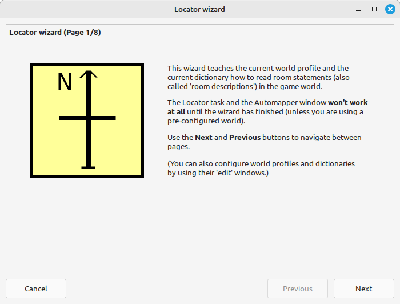 Locator wizard
Locator wizard (Page 1/8)
N
This wizard teaches the current world profile and the
current dictionary how to read room statements (also
called 'room descriptions') in the game world.
The Locator task and the Automapper window won't work
at all until the wizard has finished (unless you are using a
pre-configured world).
Use the Next and Previous buttons to navigate between
pages.
(You can also configure world profiles and dictionaries
by using their 'edit' windows.)
Cancel
Previous
Next